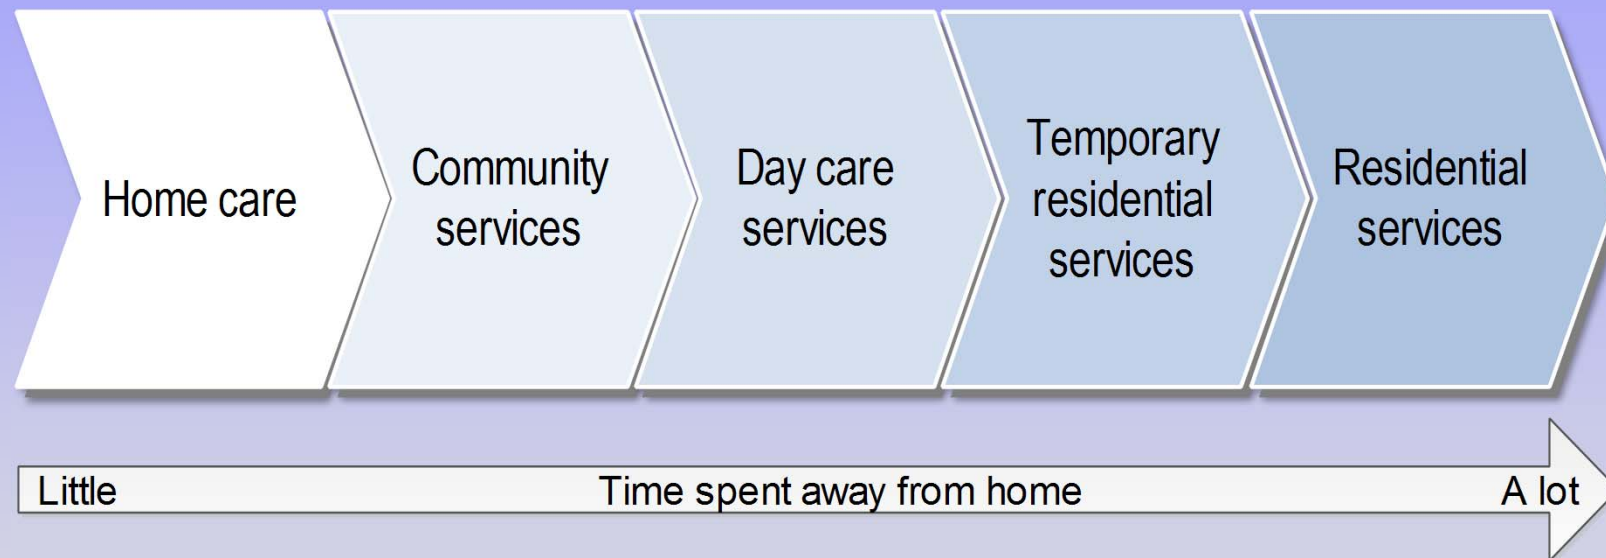 Home care
Community
services
Day care
services
Temporary
residential
services
Residential
services
Little
Time spent away from home
A lot